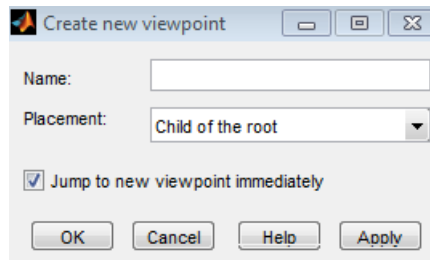 Create new viewpoint
Name:
Placement: Child of the root
Jump to new viewpoint immediately
OK Cancel Help Apply